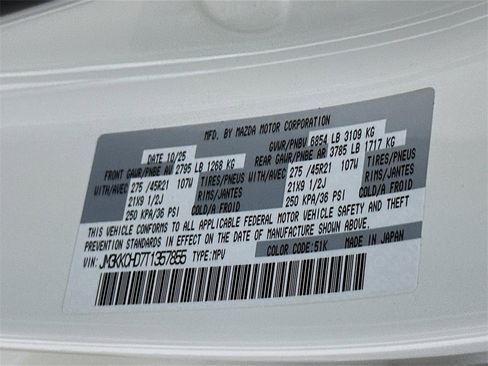 MFD. BY MAZDA MOTOR CORPORATION
DATE 10/25 GVWR/PNBV 6854 LB 3109 KG
FRONT GAWR/PNBE AV 2795 LB 1268 KG REAR GAWR/PNBE AR 3785 LB 1717 KG
WITH/AVEC 275 /45R21 107W TIRES/PNEUS WITH/AVEC 275 /45R21 107W TIRES/PNEUS
21X9 1/2J RIMS/JANTES 21X9 1/2J RIMS/JANTES
250 KPA/36 PSI COLD/A FROID 250 KPA/36 PSI COLD/A FROID
THIS VEHICLE CONFORMS TO ALL APPLICABLE FEDERAL MOTOR VEHICLE SAFETY AND THEFT
PREVENTION STANDARDS IN EFFECT ON THE DATE OF MANUFACTURE SHOWN ABOVE.
VIN: JM3KKCHD7T1357855 TYPE:MPV COLOR CODE:51K MADE IN JAPAN